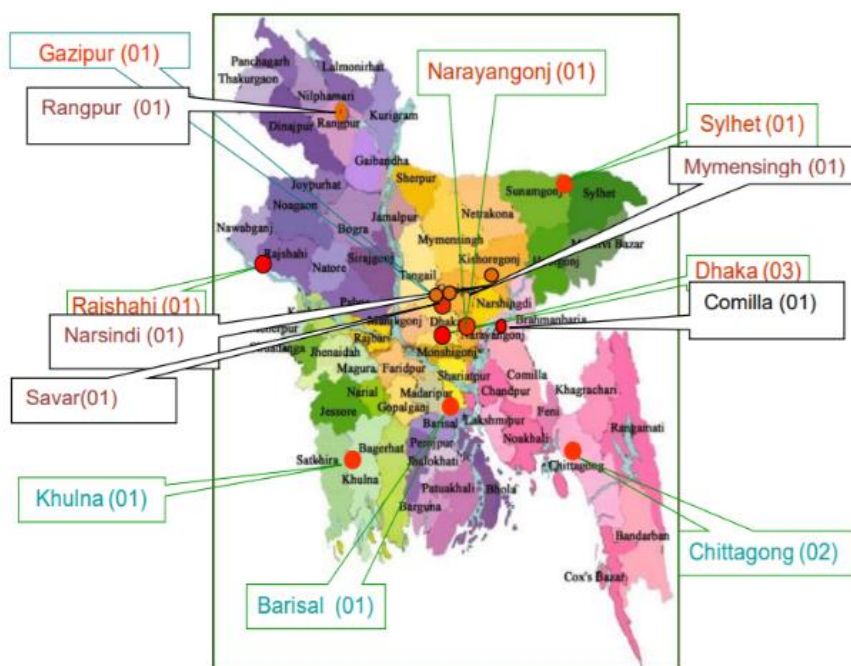 Gazipur (01)
Narayangonj (01)
Rangpur (01)
Sylhet (01)
Mymensingh (01)
Rajshahi (01)
Dhaka (03)
Narsindi (01)
Comilla (01)
Savar(01)
Khulna (01)
Chittagong (02)
Barisal (01)
Panchagarh
Lalmonirhat
Thakurgaon
Nilphamari
Dinajpur
Rangpur
Kurigram
Gaibandha
Joypurhat
Sherpur
Noagaon
Jamalpur
Netrakona
Sunamgonj
Sylhet
Nawabganj
Bogra
Mymensingh
Rajshahi
Natore
Sirajgonj
Tangail
Kishoregonj
Narshingdi
Brahmanbaria
Dhaka
Narayangonj
Rajbari
Monshigonj
Jhenaidah
Magura
Faridpur
Shariatpur
Comilla
Khagrachari
Narial
Madaripur
Chandpur
Jessore
Gopalganj
Feni
Barisal
Lakshmipur
Noakhali
Rangamati
Bagerhat
Perojpur
Satkhira
Jhalokhati
Chittagong
Khulna
Patuakhali
Bhola
Barguna
Bandarban
Cox's Bazar